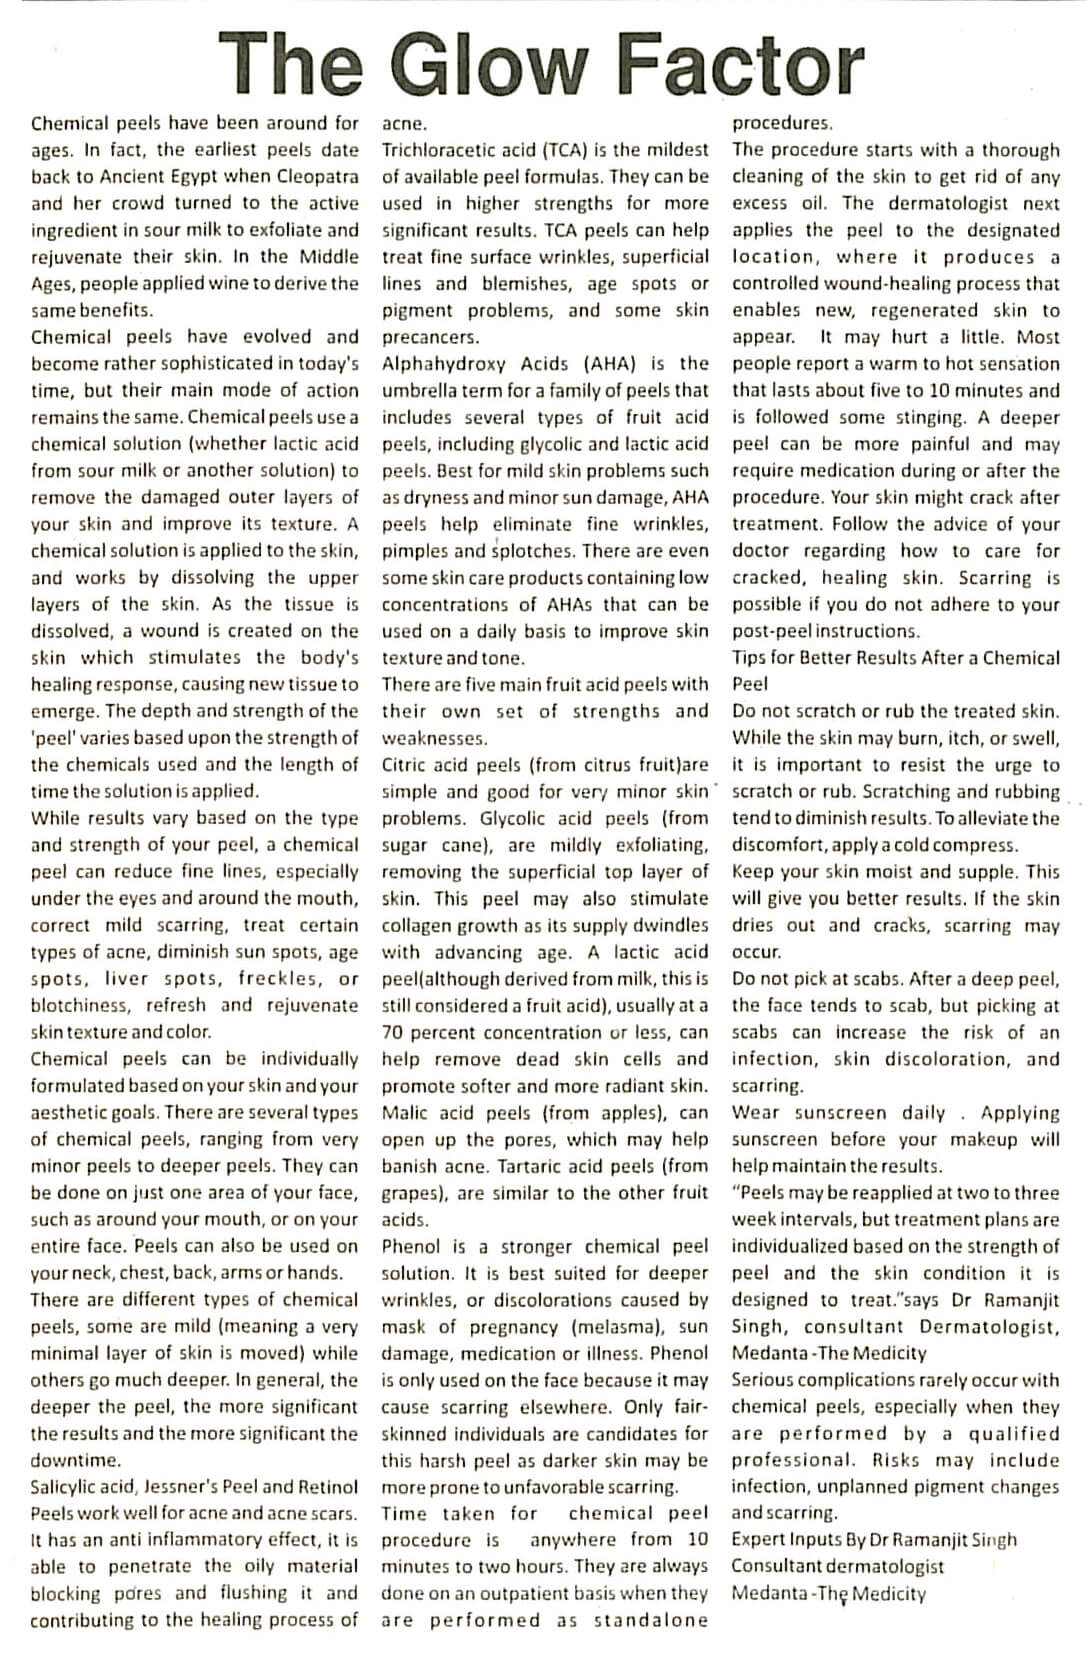 The Glow Factor
Chemical peels have been around for
ages. In fact, the earliest peels date
back to Ancient Egypt when Cleopatra
and her crowd turned to the active
ingredient in sour milk to exfoliate and
rejuvenate their skin. In the Middle
Ages, people applied wine to derive the
same benefits.
Chemical peels have evolved and
become rather sophisticated in today's
time, but their main mode of action
remains the same. Chemical peels use a
chemical solution (whether lactic acid
from sour milk or another solution) to
remove the damaged outer layers of
your skin and improve its texture. A
chemical solution is applied to the skin,
and works by dissolving the upper
layers of the skin. As the tissue is
dissolved, a wound is created on the
skin which stimulates the body's
healing response, causing new tissue to
emerge. The depth and strength of the
'peel' varies based upon the strength of
the chemicals used and the length of
time the solution is applied.
While results vary based on the type
and strength of your peel, a chemical
peel can reduce fine lines, especially
under the eyes and around the mouth,
correct mild scarring, treat certain
types of acne, diminish sun spots, age
spots, liver spots, freckles, or
blotchiness, refresh and rejuvenate
skin texture and color.
Chemical peels can be individually
formulated based on your skin and your
aesthetic goals. There are several types
of chemical peels, ranging from very
minor peels to deeper peels. They can
be done on just one area of your face,
such as around your mouth, or on your
entire face. Peels can also be used on
your neck, chest, back, arms or hands.
There are different types of chemical
peels, some are mild (meaning a very
minimal layer of skin is moved) while
others go much deeper. In general, the
deeper the peel, the more significant
the results and the more significant the
downtime.
Salicylic acid, Jessner's Peel and Retinol
Peels work well for acne and acne scars.
It has an anti inflammatory effect, it is
able to penetrate the oily material
blocking pores and flushing it and
contributing to the healing process of
acne.
Trichloracetic acid (TCA) is the mildest
of available peel formulas. They can be
used in higher strengths for more
significant results. TCA peels can help
treat fine surface wrinkles, superficial
lines and blemishes, age spots or
pigment problems, and some skin
precancers.
Alphahydroxy Acids (AHA) is the
umbrella term for a family of peels that
includes several types of fruit acid
peels, including glycolic and lactic acid
peels. Best for mild skin problems such
as dryness and minor sun damage, AHA
peels help eliminate fine wrinkles,
pimples and splotches. There are even
some skin care products containing low
concentrations of AHAs that can be
used on a daily basis to improve skin
texture and tone.
There are five main fruit acid peels with
their own set of strengths and
weaknesses.
Citric acid peels (from citrus fruit)are
simple and good for very minor skin
problems. Glycolic acid peels (from
sugar cane), are mildly exfoliating,
removing the superficial top layer of
skin. This peel may also stimulate
collagen growth as its supply dwindles
with advancing age. A lactic acid
peel(although derived from milk, this is
still considered a fruit acid), usually at a
70 percent concentration or less, can
help remove dead skin cells and
promote softer and more radiant skin.
Malic acid peels (from apples), can
open up the pores, which may help
banish acne. Tartaric acid peels (from
grapes), are similar to the other fruit
acids.
Phenol is a stronger chemical peel
solution. It is best suited for deeper
wrinkles, or discolorations caused by
mask of pregnancy (melasma), sun
damage, medication or illness. Phenol
is only used on the face because it may
cause scarring elsewhere. Only fair-
skinned individuals are candidates for
this harsh peel as darker skin may be
more prone to unfavorable scarring.
Time taken for chemical peel
procedure is anywhere from 10
minutes to two hours. They are always
done on an outpatient basis when they
are performed as standalone
procedures.
The procedure starts with a thorough
cleaning of the skin to get rid of any
excess oil. The dermatologist next
applies the peel to the designated
location, where it produces a
controlled wound-healing process that
enables new, regenerated skin to
appear. It may hurt a little. Most
people report a warm to hot sensation
that lasts about five to 10 minutes and
is followed some stinging. A deeper
peel can be more painful and may
require medication during or after the
procedure. Your skin might crack after
treatment. Follow the advice of your
doctor regarding how to care for
cracked, healing skin. Scarring is
possible if you do not adhere to your
post-peel instructions.
Tips for Better Results After a Chemical
Peel
Do not scratch or rub the treated skin.
While the skin may burn, itch, or swell,
it is important to resist the urge to
scratch or rub. Scratching and rubbing
tend to diminish results. To alleviate the
discomfort, apply a cold compress.
Keep your skin moist and supple. This
will give you better results. If the skin
dries out and cracks, scarring may
occur.
Do not pick at scabs. After a deep peel,
the face tends to scab, but picking at
scabs can increase the risk of an
infection, skin discoloration, and
scarring.
Wear sunscreen daily . Applying
sunscreen before your makeup will
help maintain the results.
"Peels may be reapplied at two to three
week intervals, but treatment plans are
individualized based on the strength of
peel and the skin condition it is
designed to treat."says Dr Ramanjit
Singh, consultant Dermatologist,
Medanta -The Medicity
Serious complications rarely occur with
chemical peels, especially when they
are performed by a qualified
professional. Risks may include
infection, unplanned pigment changes
and scarring.
Expert Inputs By Dr Ramanjit Singh
Consultant dermatologist
Medanta -The Medicity